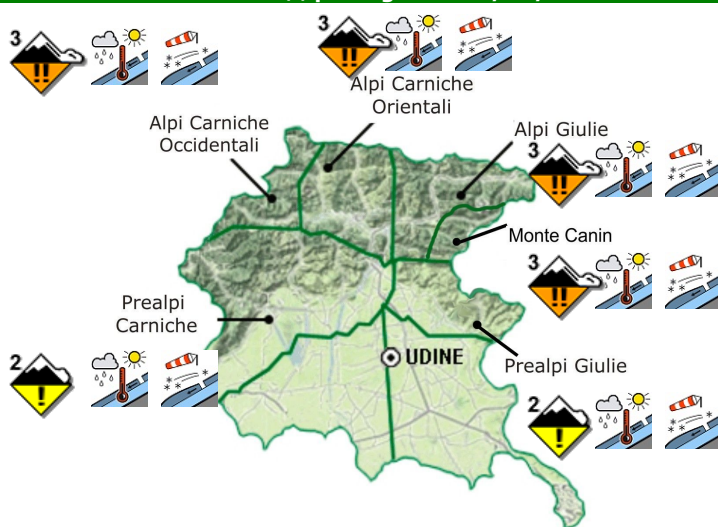 3
3
Alpi Carniche
Orientali
Alpi Carniche
Occidentali
Alpi Giulie
3
Monte Canin
3
Prealpi
Carniche
UDINE
Prealpi Giulie
2
2